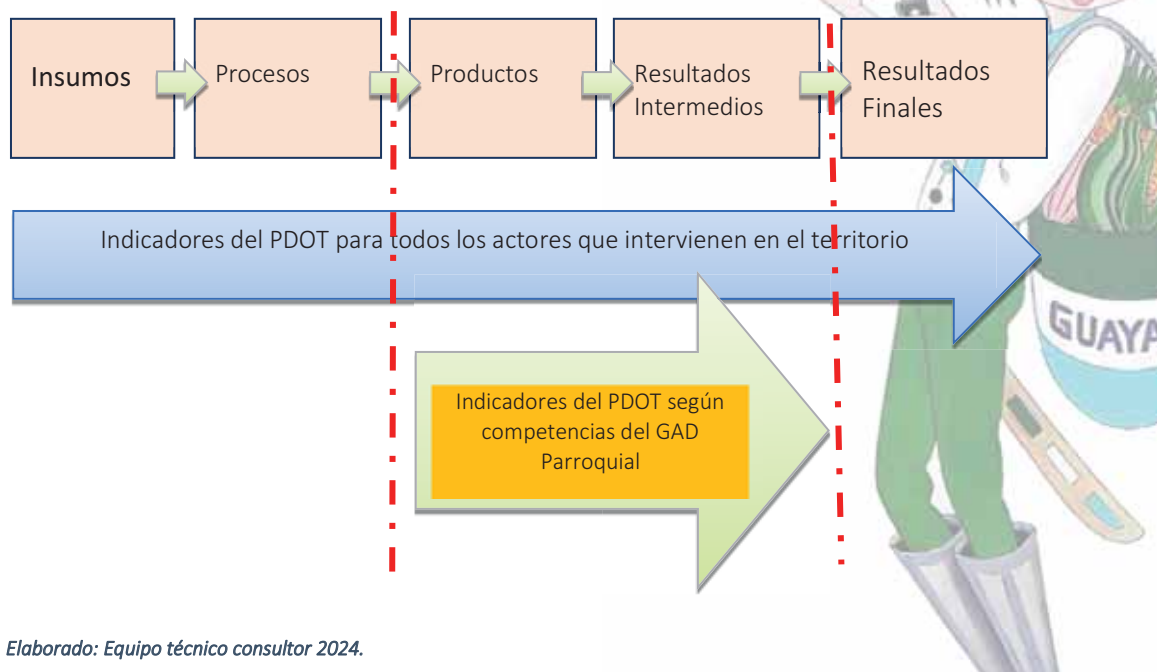 Insumos
Procesos
Productos
Resultados
Intermedios
Resultados
Finales
Indicadores del PDOT para todos los actores que intervienen en el territorio
GUAYA
Indicadores del PDOT según
competencias del GAD
Parroquial
Elaborado: Equipo técnico consultor 2024.